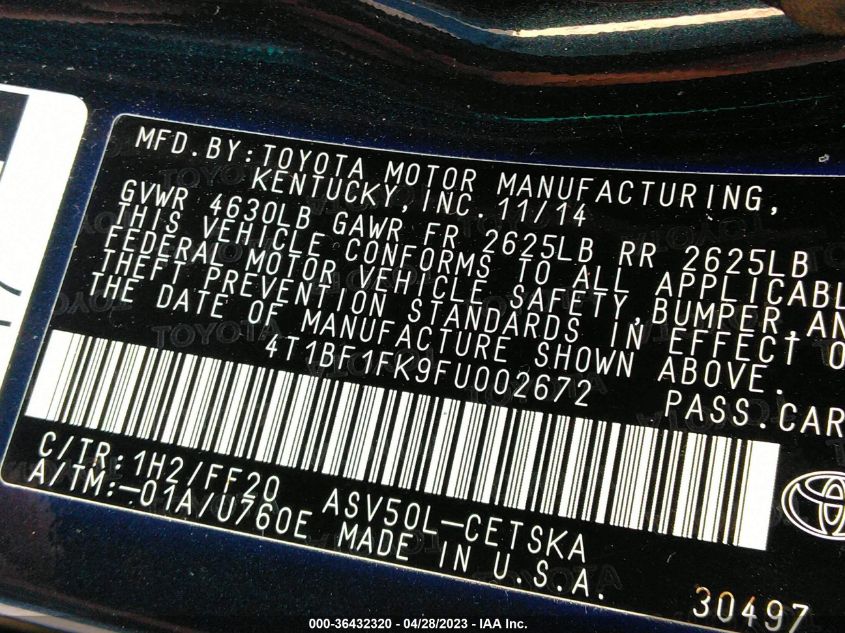 MFD.BY:TOYOTA MOTOR MANUFACTURING,
KENTUCKY,INC. 11/14
GVWR 4630LB GAWR FR 2625LB RR 2625LB
THIS VEHICLE CONFORMS TO ALL APPLICABL
FEDERAL MOTOR VEHICLE SAFETY,BUMPER,AN
THEFT PREVENTION STANDARDS IN EFFECT O
THE DATE OF MANUFACTURE SHOWN ABOVE.
4T1BF1FK9FU002672 PASS.CAR
C/TR:1H2/FF20 ASV50L-CETSKA
A/TM:-01A/U760E MADE IN U.S.A.
30497
000-36432320 / 04/28/2023 - IAA Inc.